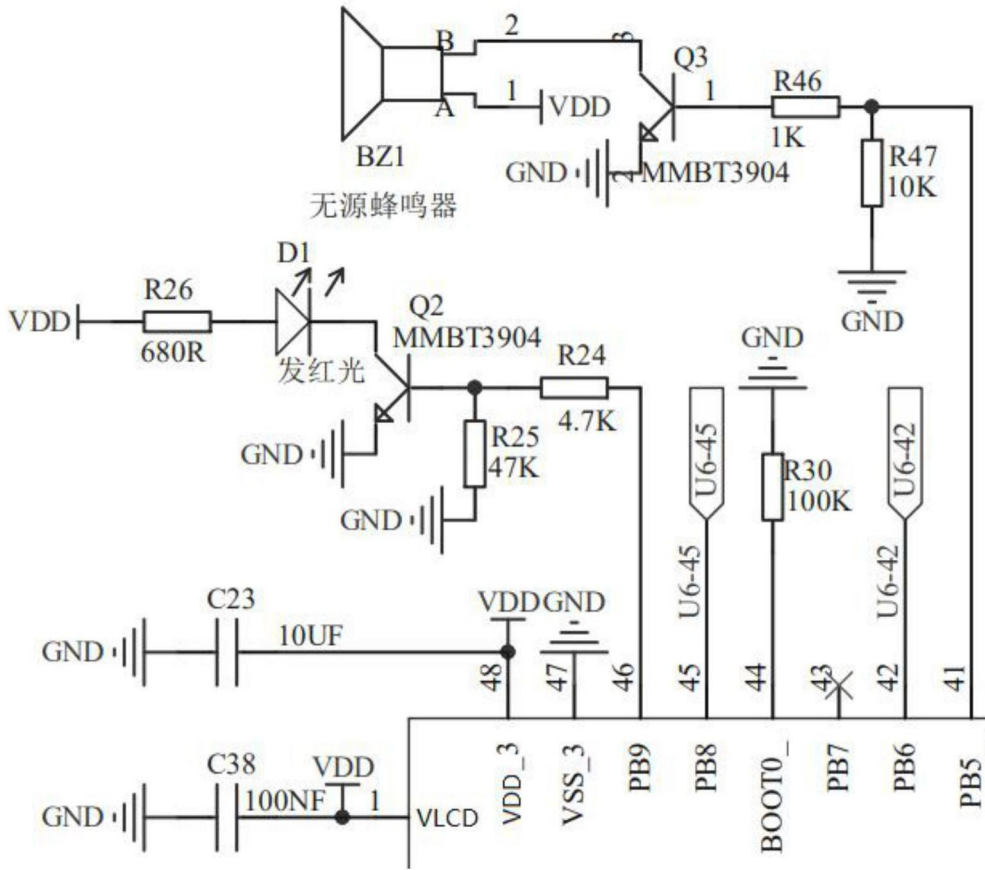 B
2
3
Q3
A
1
VDD
1
R46
1K
R47
10K
BZ1
GND
2
MMBT3904
无源蜂鸣器
GND
D1
R26
VDD
680R
发红光
Q2
MMBT3904
R24
4.7K
GND
R25
47K
GND
GND
U6-45
R30
100K
U6-42
U6-45
U6-42
C23
GND
10UF
VDD
GND
48
47
46
45
44
43
42
41
C38
GND
100NF
VDD
1
VLCD
VDD_3
VSS_3
PB9
PB8
BOOT0_
PB7
PB6
PB5